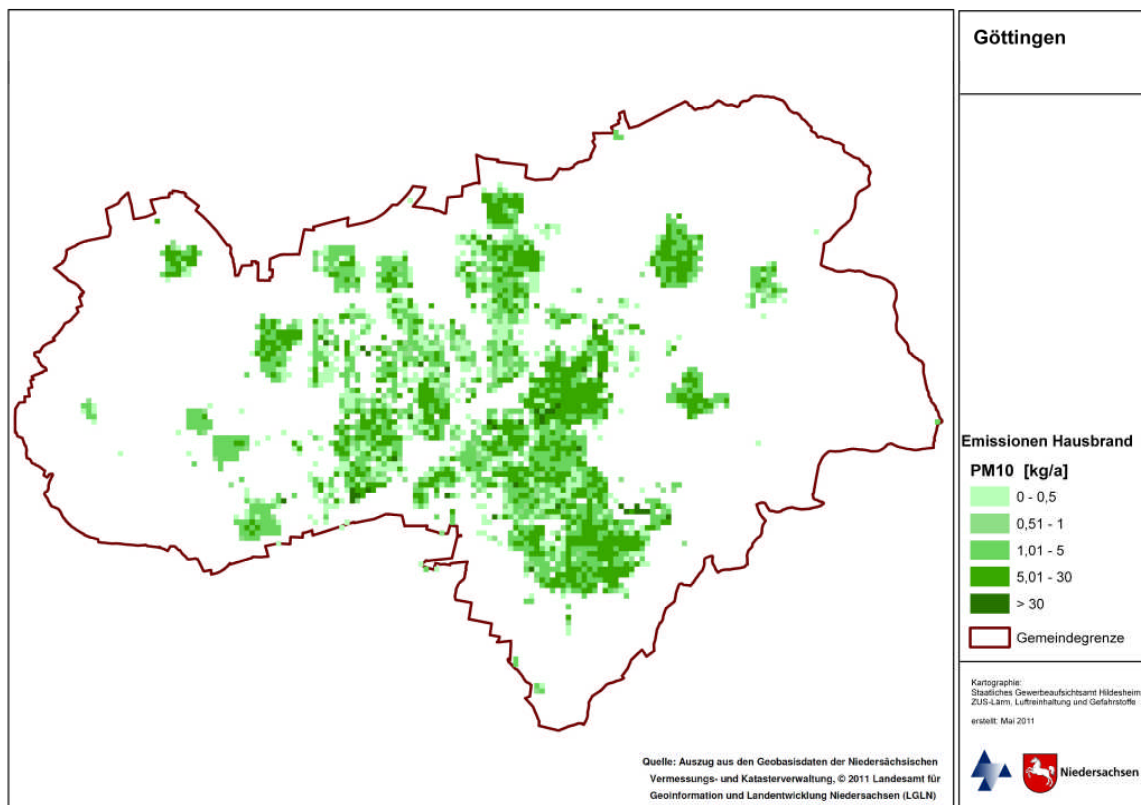 Göttingen
Emissionen Hausbrand
PM10 [kg/a]
0 - 0,5
0,51 - 1
1,01 - 5
5,01 - 30
> 30
Gemeindegrenze
Kartographie:
Staatliches Gewerbeaufsichtsamt Hildesheim
ZUS-Lärm, Luftreinhaltung und Gefahrstoffe
erstellt: Mai 2011
Niedersachsen
Quelle: Auszug aus den Geobasisdaten der Niedersächsischen
Vermessungs- und Katasterverwaltung, © 2011 Landesamt für
Geoinformation und Landentwicklung Niedersachsen (LGLN)